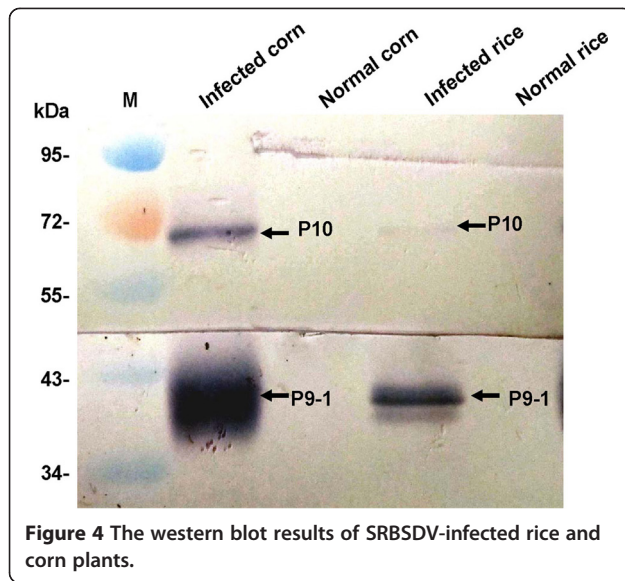 Infected corn
Normal corn
Infected rice
Normal rice
kDa
M
95-
72-
P10
P10
55-
43-
P9-1
P9-1
34-
Figure 4 The western blot results of SRBSDV-infected rice and
corn plants.